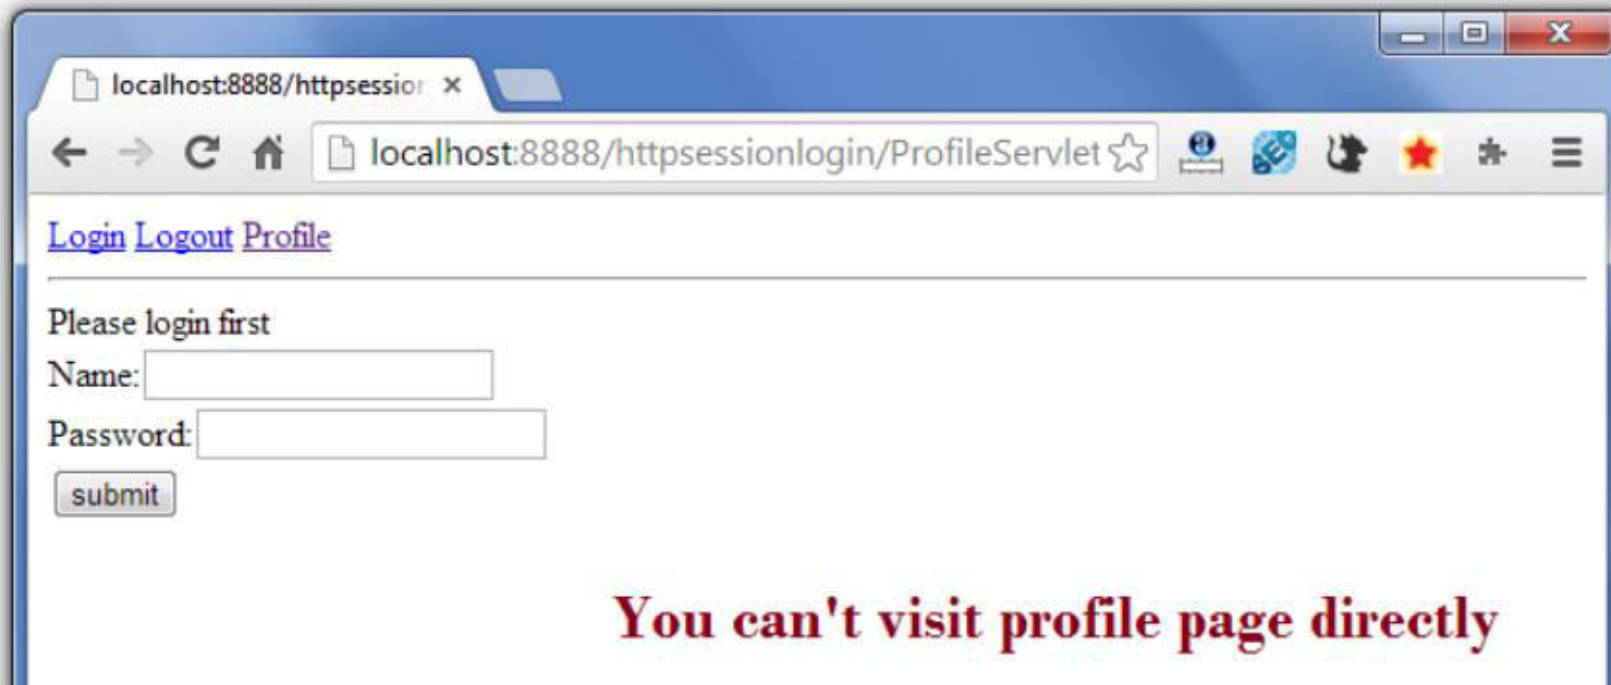 localhost:8888/httpsession
localhost:8888/httpsessionlogin/ProfileServlet
Login Logout Profile
Please login first
Name:
Password:
submit
You can't visit profile page directly